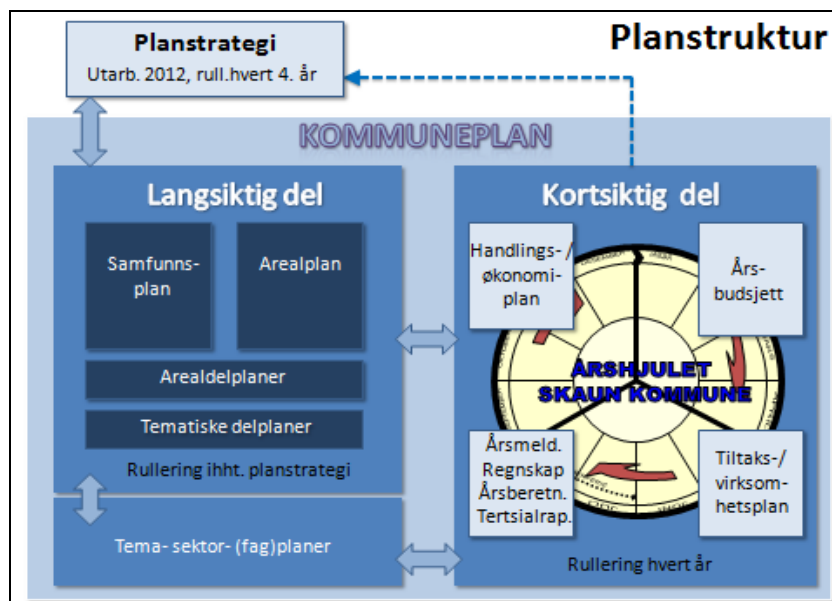 Planstruktur
Planstrategi
Utarb. 2012, rull.hvert 4. år
KOMMUNEPLAN
Langsiktig del
Samfunns-
plan
Arealplan
Arealdelplaner
Tematiske delplaner
Rullering ihht. planstrategi
Tema- sektor- (fag)planer
Kortsiktig del
Handlings- /
økonomi-
plan
Års-
budsjett
ÅRSHJULET
SKAUN KOMMUNE
Årsmeld.
Regnskap
Årsberetn.
Tertsialrap.
Tiltaks-/
virksom-
hetsplan
Rullering hvert år